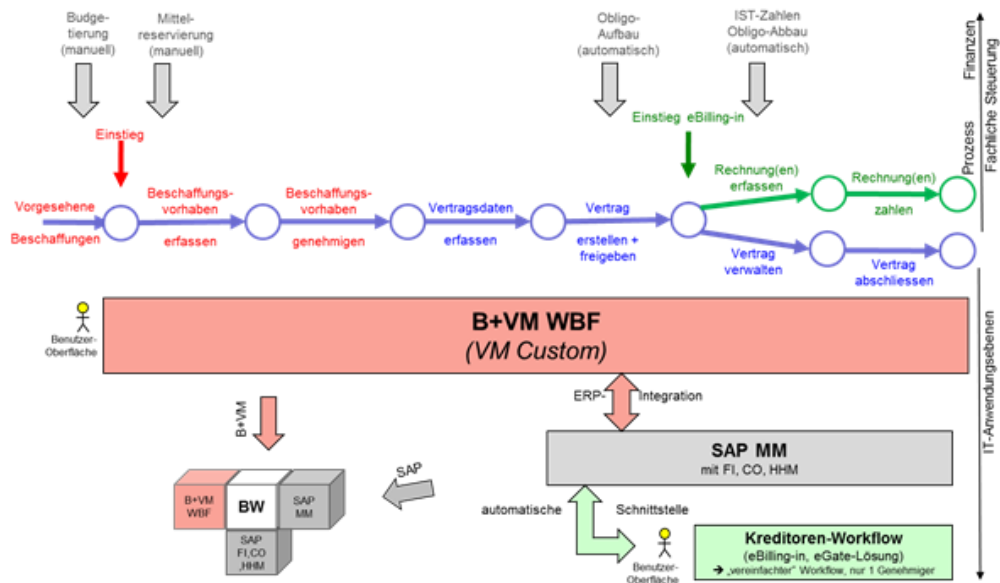 Budge-
tierung
(manuell)
Mittel-
reservierung
(manuell)
Obligo-
Aufbau
(automatisch)
IST-Zahlen
Obligo-Abbau
(automatisch)
Finanzen
Fachliche Steuerung
Prozess
Einstieg
Einstieg eBilling-in
Vorgesehene
Beschaffungen
Beschaffungs-
vorhaben
erfassen
Beschaffungs-
vorhaben
genehmigen
Vertragsdaten
erfassen
Vertrag
erstellen +
freigeben
Rechnung(en)
erfassen
Rechnung(en)
zahlen
Vertrag
verwalten
Vertrag
abschliessen
Benutzer-
Oberfläche
B+VM WBF
(VM Custom)
IT-Anwendungsebenen
B+VM
ERP- Integration
SAP MM
mit FI, CO, HHM
SAP
B+VM
WBF
BW
SAP
MM
SAP
FI,CO
,HHM
automatische Schnittstelle
Benutzer-
Oberfläche
Kreditoren-Workflow
(eBilling-in, eGate-Lösung)
➔ „vereinfachter" Workflow, nur 1 Genehmiger